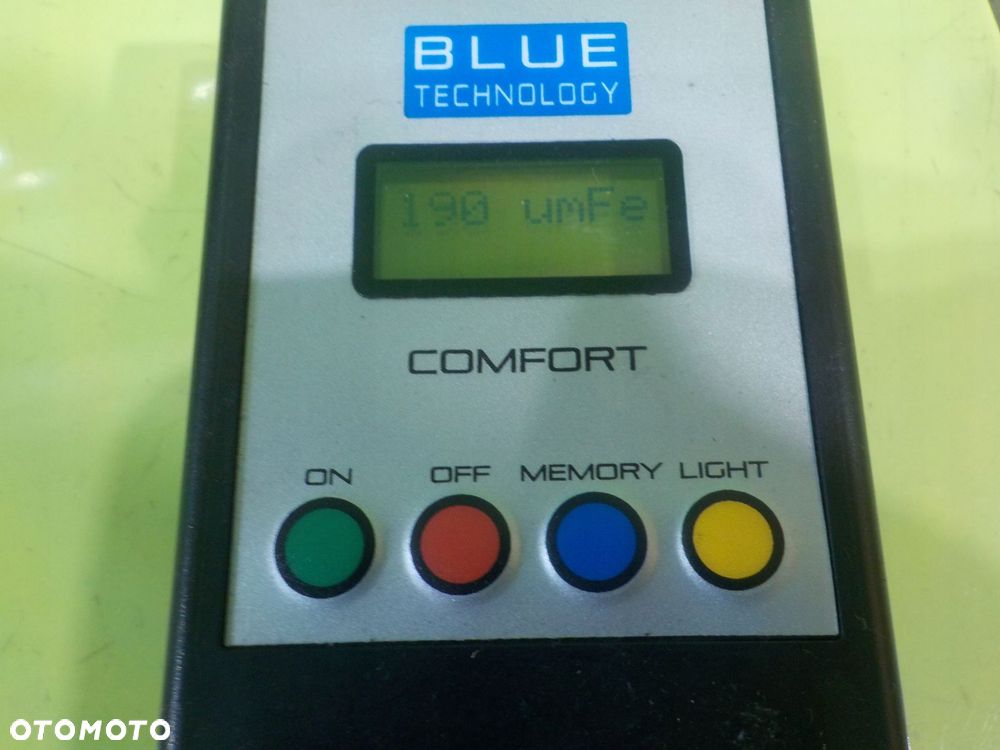 BLUE
TECHNOLOGY
190 umFe
COMFORT
ON OFF MEMORY LIGHT
OTOMOTO